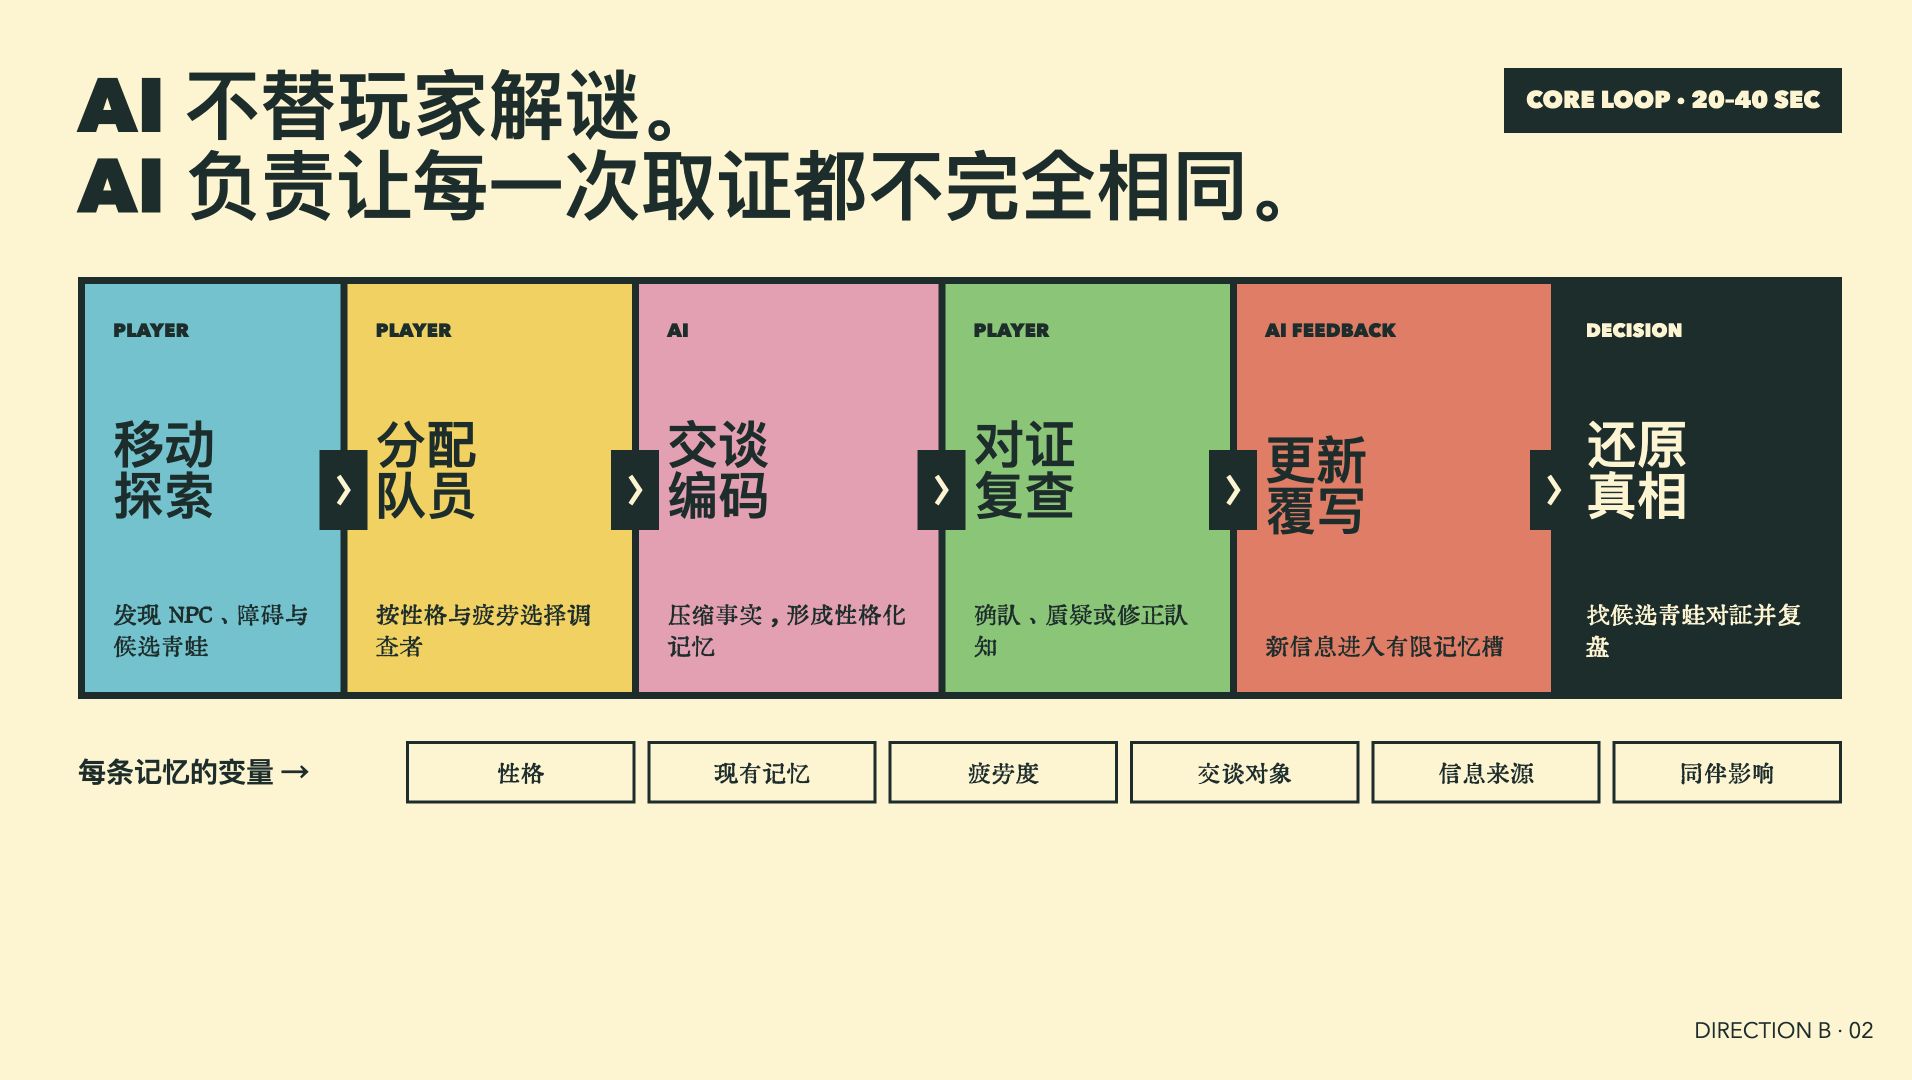 AI 不替玩家解谜。
CORE LOOP • 20-40 SEC
AI 负责让每一次取证都不完全相同。
PLAYER
移动
探索
发现 NPC、障碍与
候选青蛙
PLAYER
分配
队员
按性格与疲劳选择调
查者
AI
交谈
编码
压缩事实，形成性格化
记忆
PLAYER
对证
复查
确认、质疑或修正认
知
AI FEEDBACK
更新
覆写
新信息进入有限记忆槽
DECISION
还原
真相
找候选青蛙对証并复
盘
每条记忆的变量 →
性格
现有记忆
疲劳度
交谈对象
信息来源
同伴影响
DIRECTION B · 02